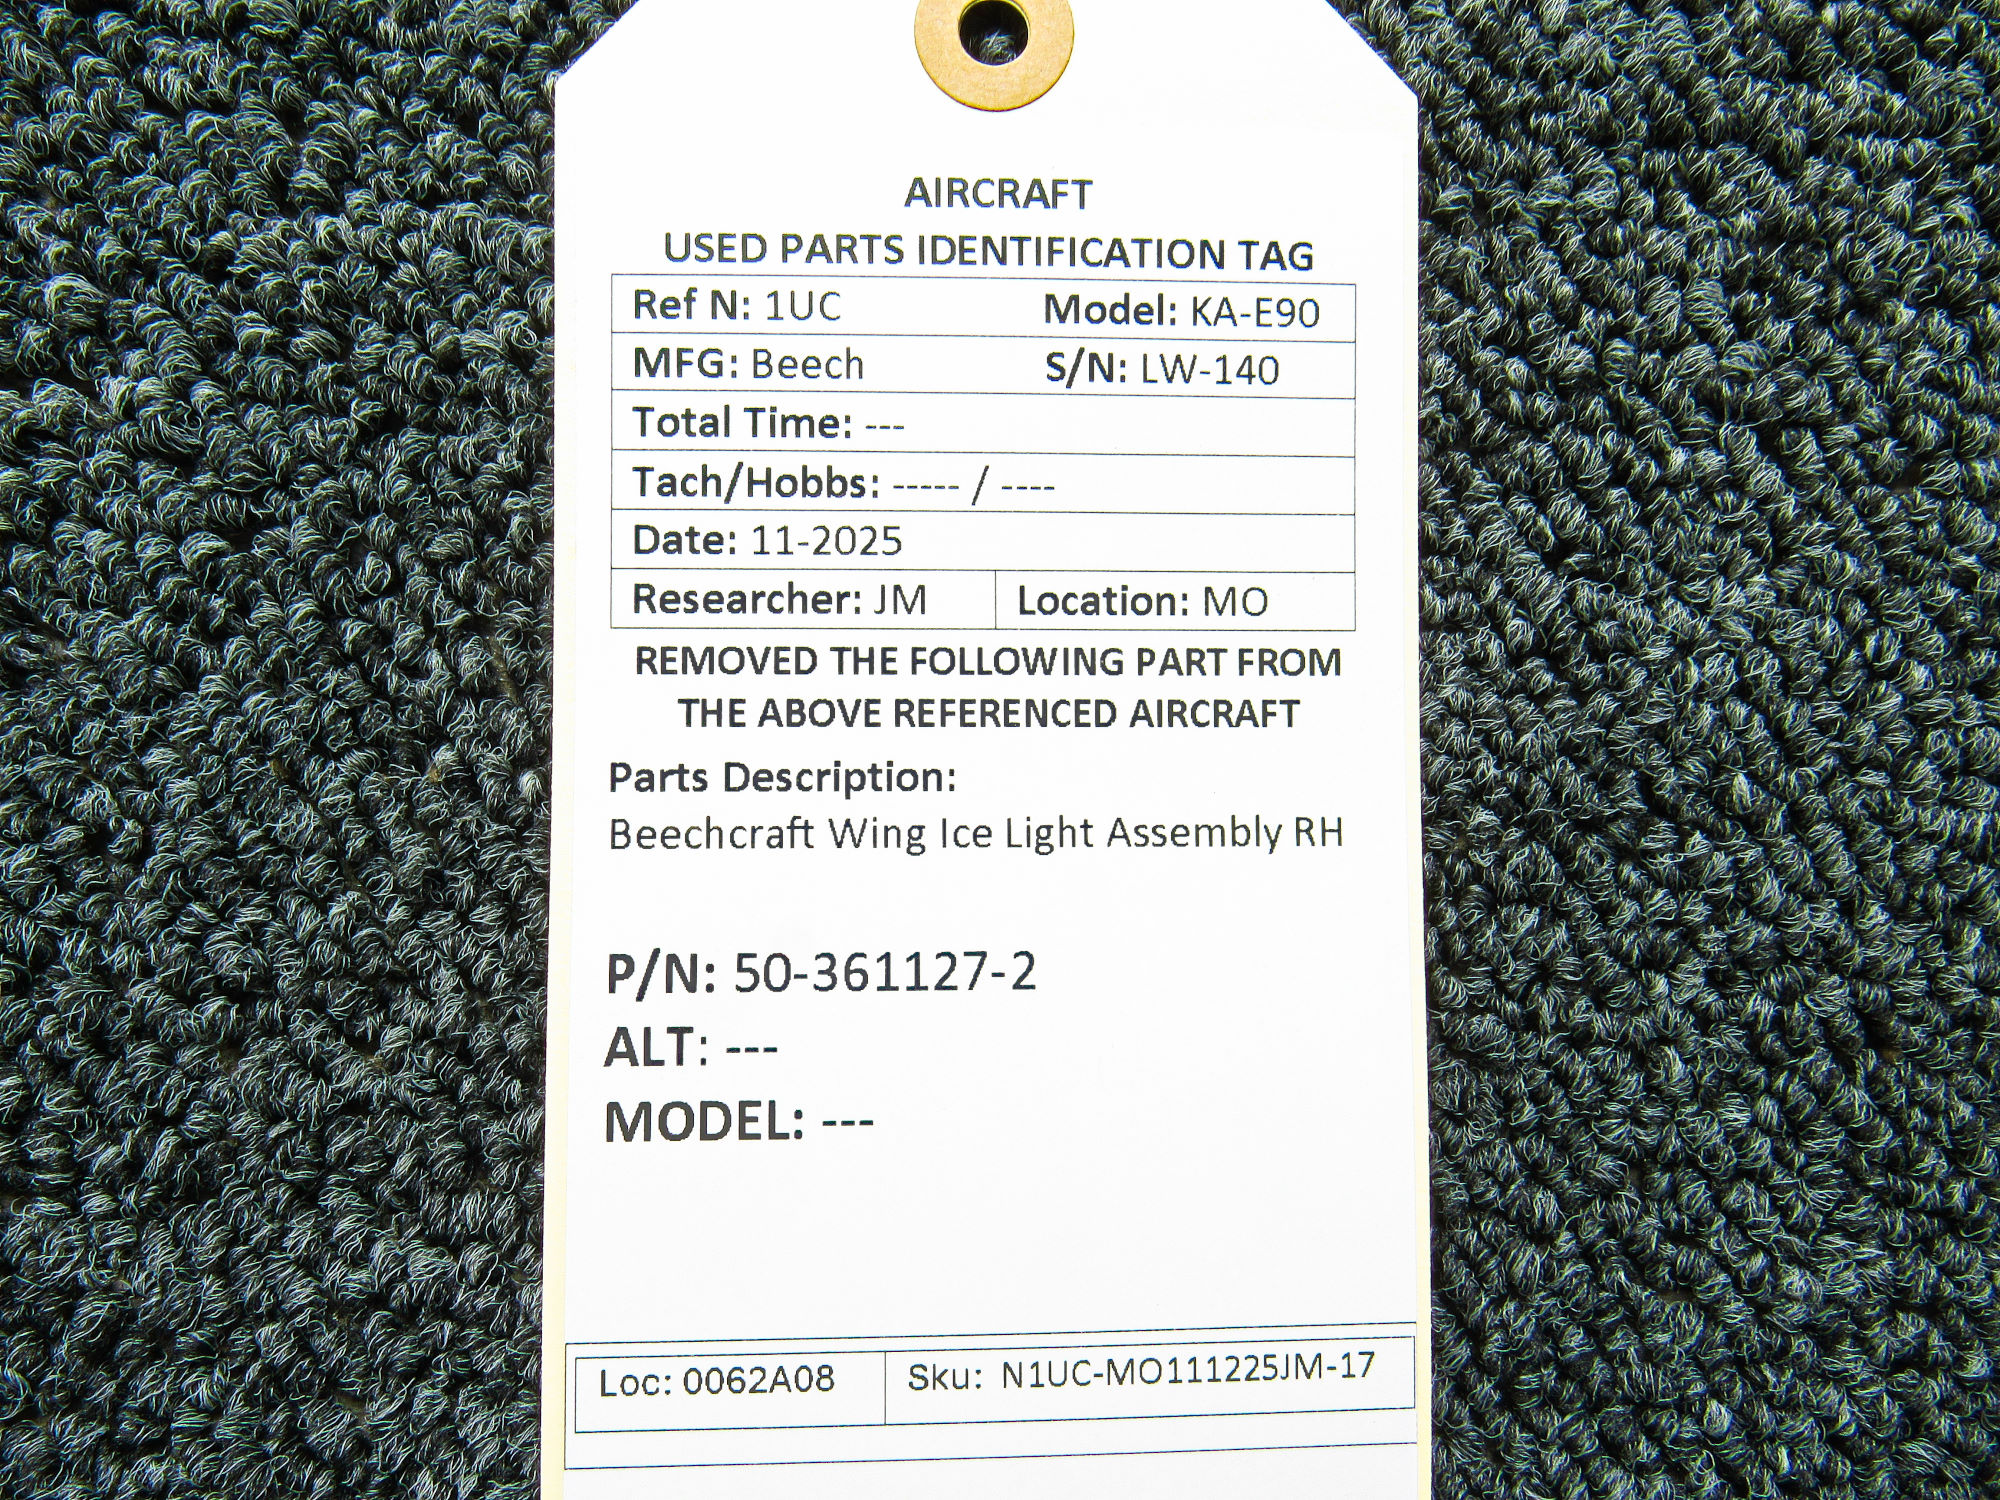 AIRCRAFT
USED PARTS IDENTIFICATION TAG
Ref N: 1UC Model: KA-E90
MFG: Beech S/N: LW-140
Total Time: ---
Tach/Hobbs: ----- / ----
Date: 11-2025
Researcher: JM Location: MO
REMOVED THE FOLLOWING PART FROM
THE ABOVE REFERENCED AIRCRAFT
Parts Description:
Beechcraft Wing Ice Light Assembly RH
P/N: 50-361127-2
ALT: ---
MODEL: ---
Loc: 0062A08 Sku: N1UC-MO111225JM-17